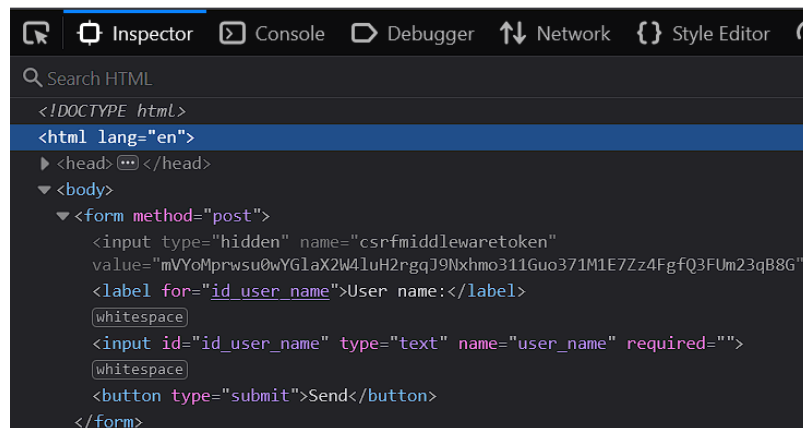 Inspector Console Debugger Network {} Style Editor
Search HTML
<!DOCTYPE html>
<html lang="en">
<head> ••• </head>
<body>
<form method="post">
<input type="hidden" name="csrfmiddlewaretoken"
value="mVYoMprwsu0wYGlaX2W4luH2rgqJ9Nxhmo311Guo371M1E7Zz4FgfQ3FUm23qB8G"
<label for="id_user_name">User name:</label>
whitespace
<input id="id_user_name" type="text" name="user_name" required="">
whitespace
<button type="submit">Send</button>
</form>